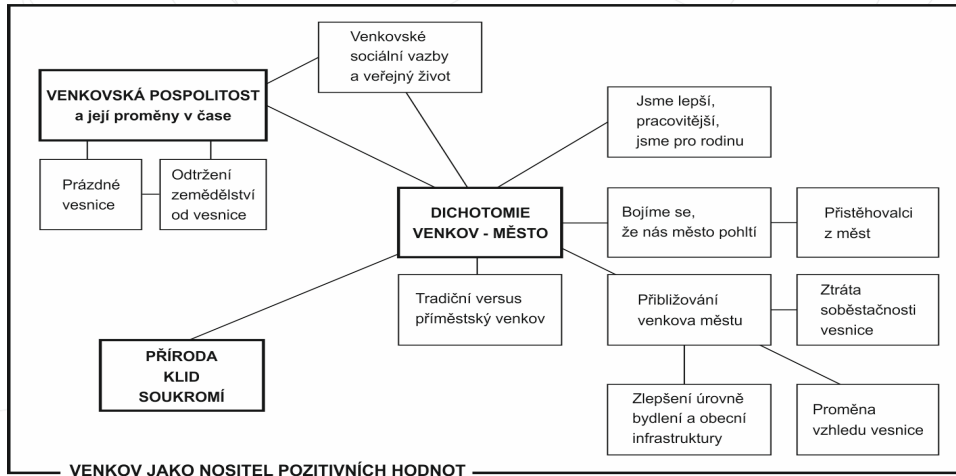 Venkovské
sociální vazby
a veřejný život
VENKOVSKÁ POSPOLITOST
a její proměny v čase
Jsme lepší,
pracovitější,
jsme pro rodinu
Prázdné
vesnice
Odtržení
zemědělství
od vesnice
DICHOTOMIE
VENKOV - MĚSTO
Bojíme se,
že nás město pohltí
Přistěhovalci
z měst
Tradiční versus
příměstský venkov
Přibližování
venkova městu
Ztráta
soběstačnosti
vesnice
PŘÍRODA
KLID
SOUKROMÍ
Zlepšení úrovně
bydlení a obecní
infrastruktury
Proměna
vzhledu vesnice
VENKOV JAKO NOSITEL POZITIVNÍCH HODNOT